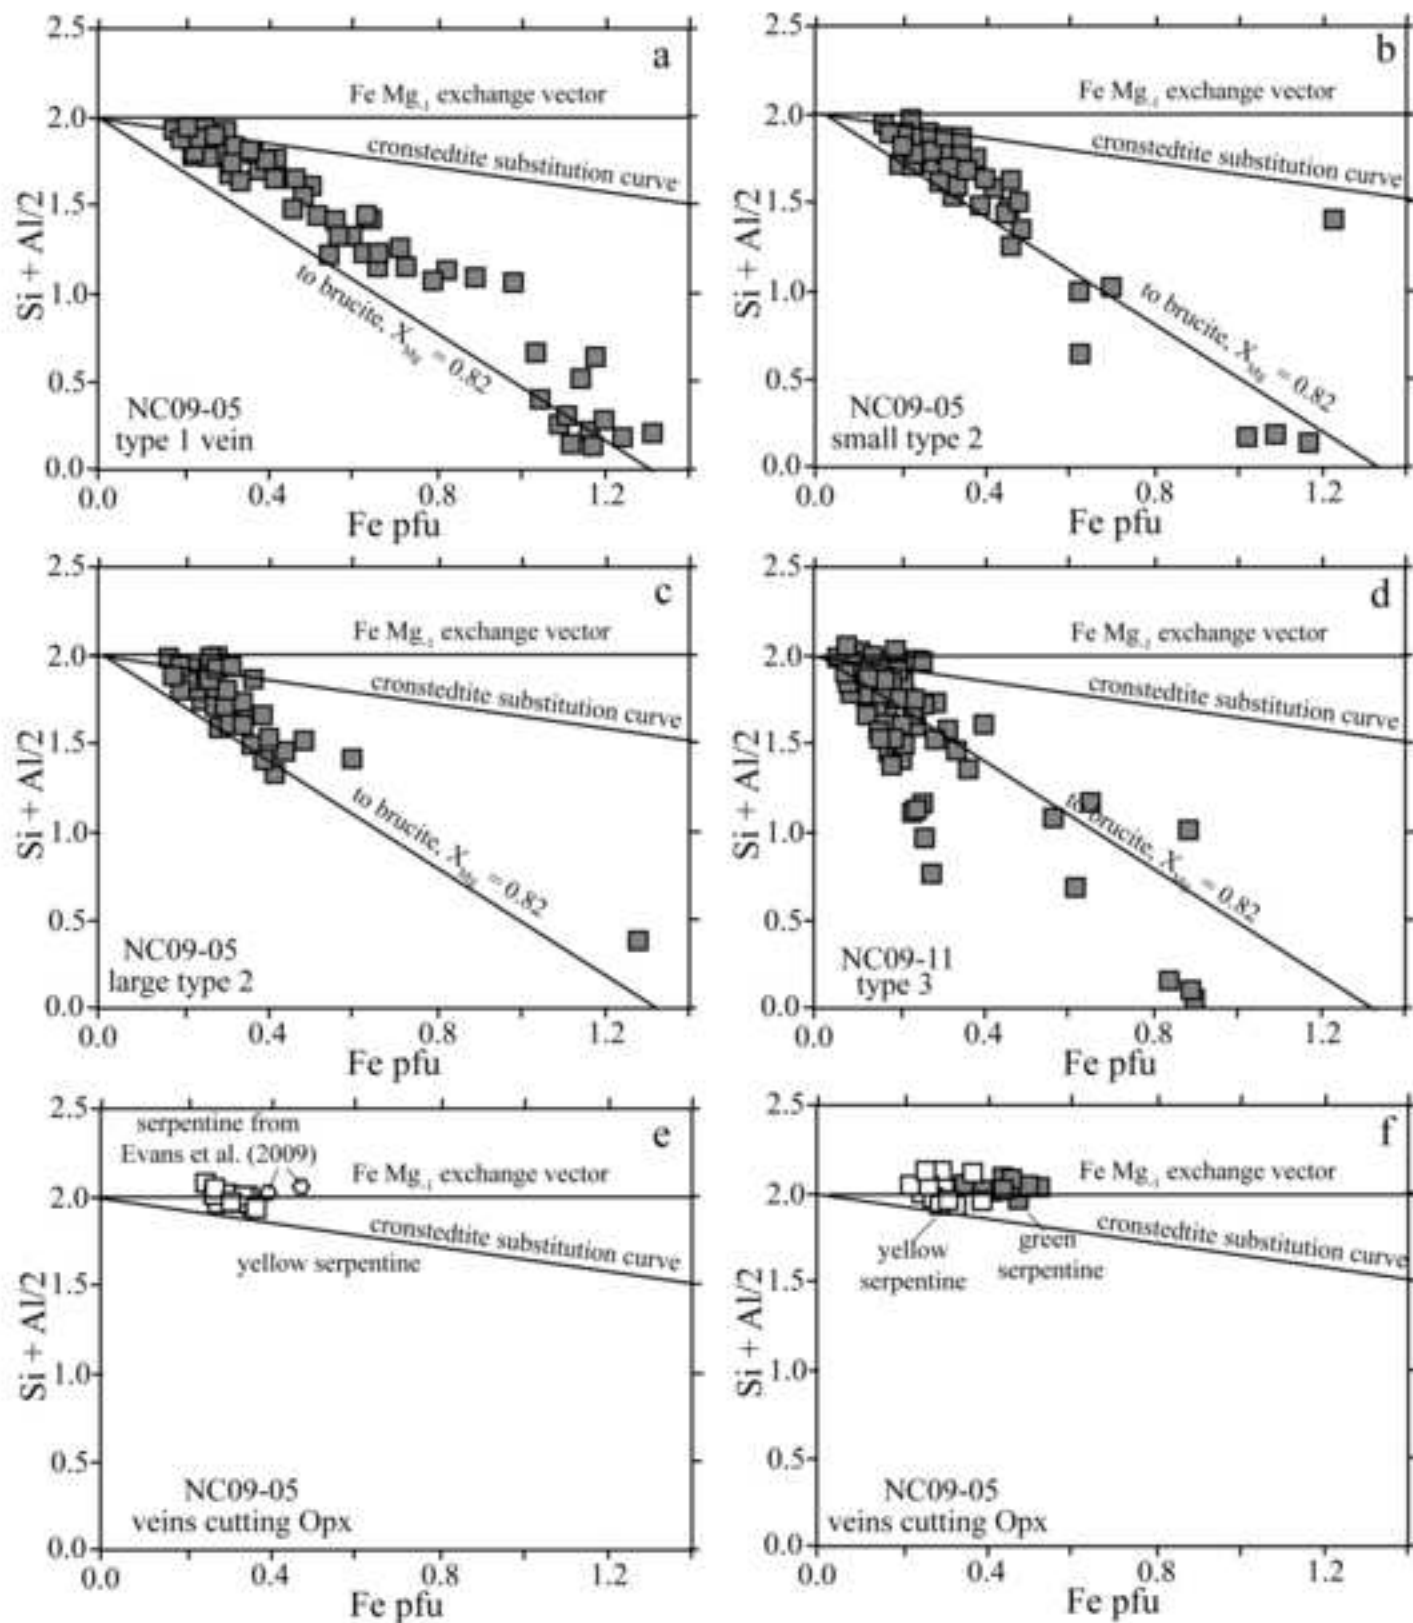 a
2.5
2.0
1.5
1.0
0.5
0.0
Si + Al/2
Fe Mg-1 exchange vector
cronstedtite substitution curve
to brucite, XMg = 0.82
NC09-05
type 1 vein
0.0 0.4 0.8 1.2
Fe pfu
b
2.5
2.0
1.5
1.0
0.5
0.0
Si + Al/2
Fe Mg-1 exchange vector
cronstedtite substitution curve
to brucite, XMg = 0.82
NC09-05
small type 2
0.0 0.4 0.8 1.2
Fe pfu
c
2.5
2.0
1.5
1.0
0.5
0.0
Si + Al/2
Fe Mg-1 exchange vector
cronstedtite substitution curve
to brucite, XMg = 0.82
NC09-05
large type 2
0.0 0.4 0.8 1.2
Fe pfu
d
2.5
2.0
1.5
1.0
0.5
0.0
Si + Al/2
Fe Mg-1 exchange vector
cronstedtite substitution curve
to brucite, XMg = 0.82
NC09-11
type 3
0.0 0.4 0.8 1.2
Fe pfu
e
2.5
2.0
1.5
1.0
0.5
0.0
Si + Al/2
serpentine from
Evans et al. (2009)
Fe Mg-1 exchange vector
cronstedtite substitution curve
yellow serpentine
NC09-05
veins cutting Opx
0.0 0.4 0.8 1.2
Fe pfu
f
2.5
2.0
1.5
1.0
0.5
0.0
Si + Al/2
Fe Mg-1 exchange vector
cronstedtite substitution curve
yellow
serpentine
green
serpentine
NC09-05
veins cutting Opx
0.0 0.4 0.8 1.2
Fe pfu